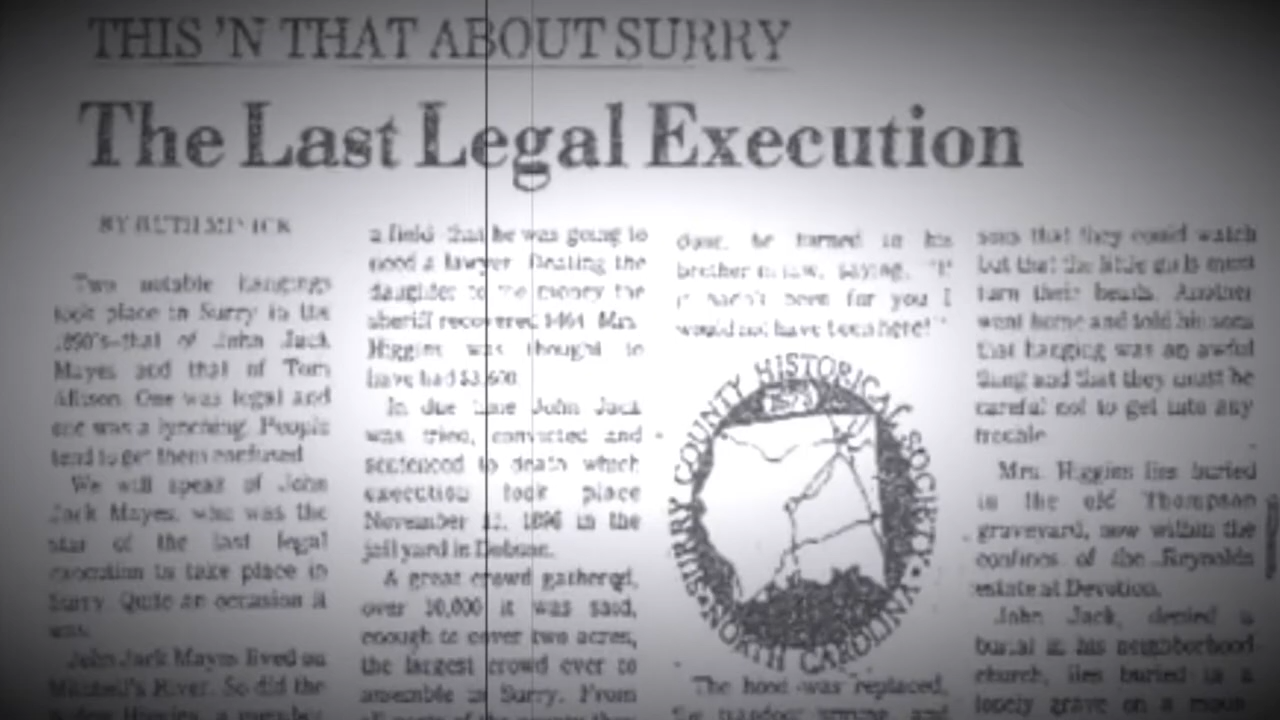 THIS 'N THAT ABOUT SURRY
The Last Legal Execution
BY RUTH MINICK
Two notable hangings
took place in Surry in the
1890's—that of John Jack
Mayes and that of Tom
Allison. One was legal and
one was a lynching. People
tend to get them confused.
We will speak of John
Jack Mayes, who was the
star of the last legal
execution to take place in
Surry. Quite an occasion it
was.
John Jack Mayes lived on
Mitchell's River. So did the
a field that he was going to
need a lawyer. Dealing the
daughter to the money the
sheriff recovered $464. Mrs.
Higgins was thought to
have had $3,600.
In due time John Jack
was tried, convicted and
sentenced to death which
execution took place
November 12, 1896 in the
jail yard in Dobson.
A great crowd gathered,
over 10,000 it was said,
enough to cover two acres,
the largest crowd ever to
assemble in Surry. From
all parts of the county they
door, he turned to his
brother in law, saying, "If
it hadn't been for you I
would not have been here!"
SURRY COUNTY HISTORICAL SOCIETY
NORTH CAROLINA
The hood was replaced,
sons that they could watch
but that the little girls must
turn their heads. Another
went home and told his sons
that hanging was an awful
thing and that they must be
careful not to get into any
trouble.
Mrs. Higgins lies buried
in the old Thompson
graveyard, now within the
confines of the Reynolds
estate at Devotion.
John Jack, denied a
burial in his neighborhood
church, lies buried in a
lonely grave on a moun-